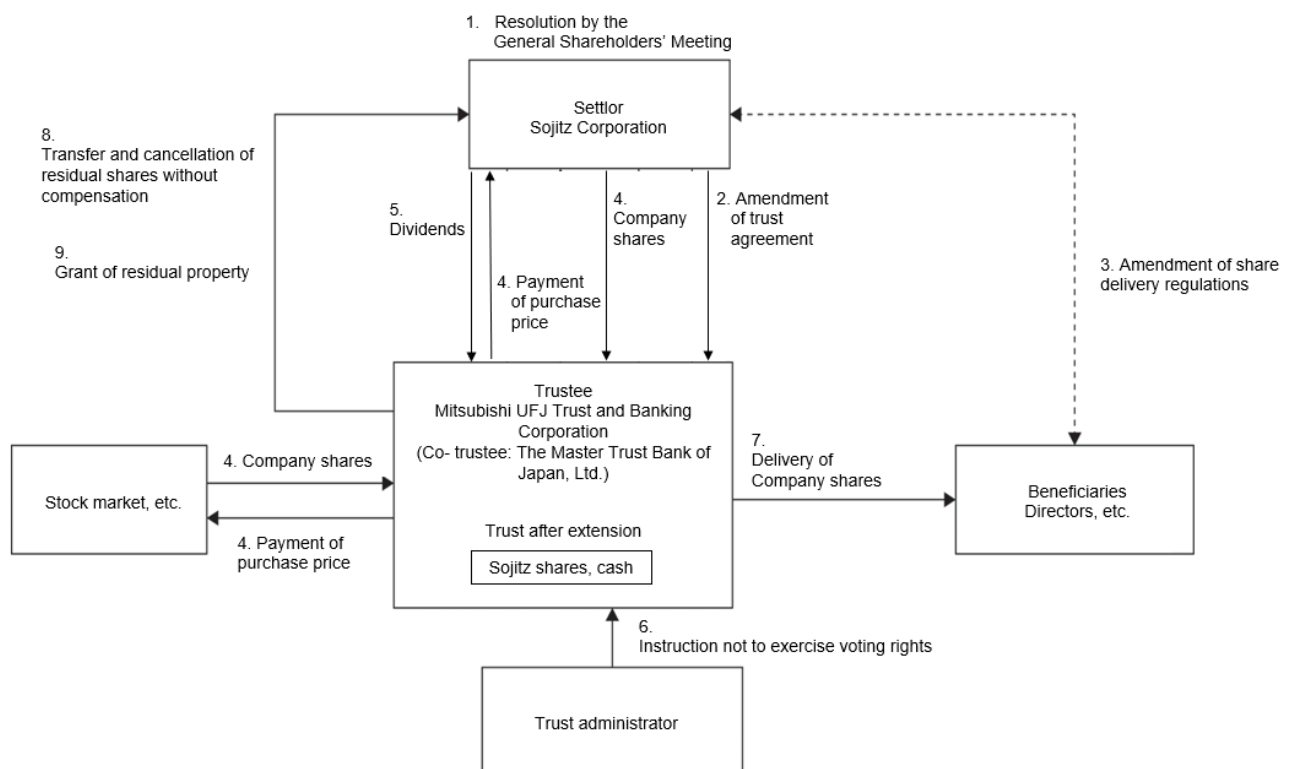 1. Resolution by the
General Shareholders' Meeting
Settlor
Sojitz Corporation
8.
Transfer and cancellation of
residual shares without
compensation
9.
Grant of residual property
5.
Dividends
4. Payment
of purchase
price
4.
Company
shares
2. Amendment
of trust
agreement
3. Amendment of share
delivery regulations
Trustee
Mitsubishi UFJ Trust and Banking
Corporation
(Co- trustee: The Master Trust Bank of
Japan, Ltd.)
Trust after extension
Sojitz shares, cash
Stock market, etc.
4. Company shares
4. Payment of
purchase price
7.
Delivery of
Company shares
Beneficiaries
Directors, etc.
6.
Instruction not to exercise voting rights
Trust administrator